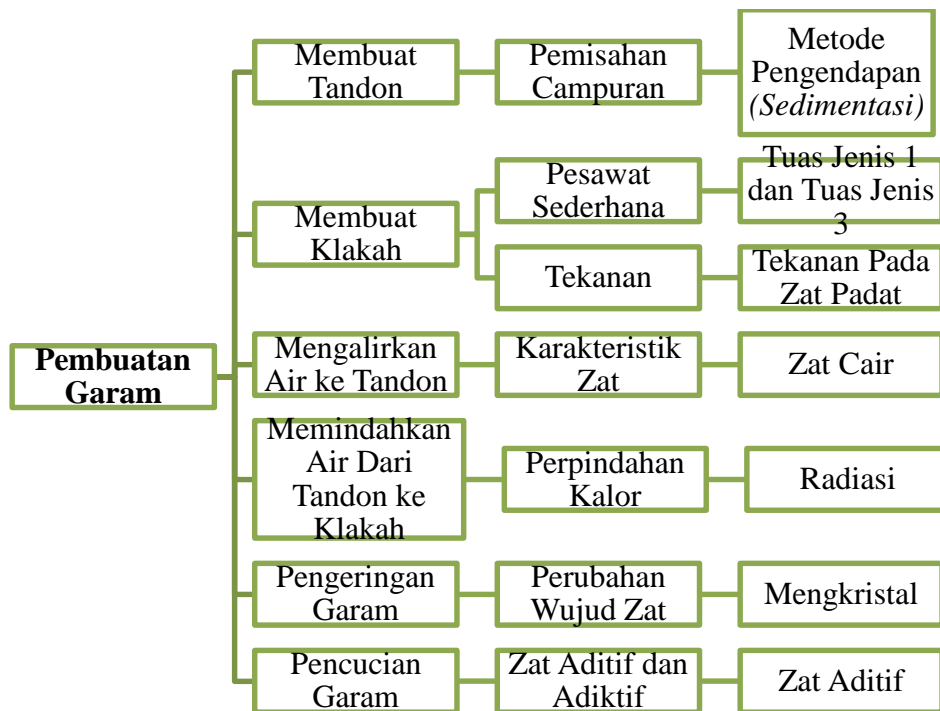 Membuat
Tandon
Pemisahan
Campuran
Metode
Pengendapan
(Sedimentasi)
Membuat
Klakah
Pesawat
Sederhana
Tuas Jenis 1
dan Tuas Jenis
3
Tekanan
Tekanan Pada
Zat Padat
Pembuatan
Garam
Mengalirkan
Air ke Tandon
Karakteristik
Zat
Zat Cair
Memindahkan
Air Dari
Tandon ke
Klakah
Perpindahan
Kalor
Radiasi
Pengeringan
Garam
Perubahan
Wujud Zat
Mengkristal
Pencucian
Garam
Zat Aditif dan
Adiktif
Zat Aditif